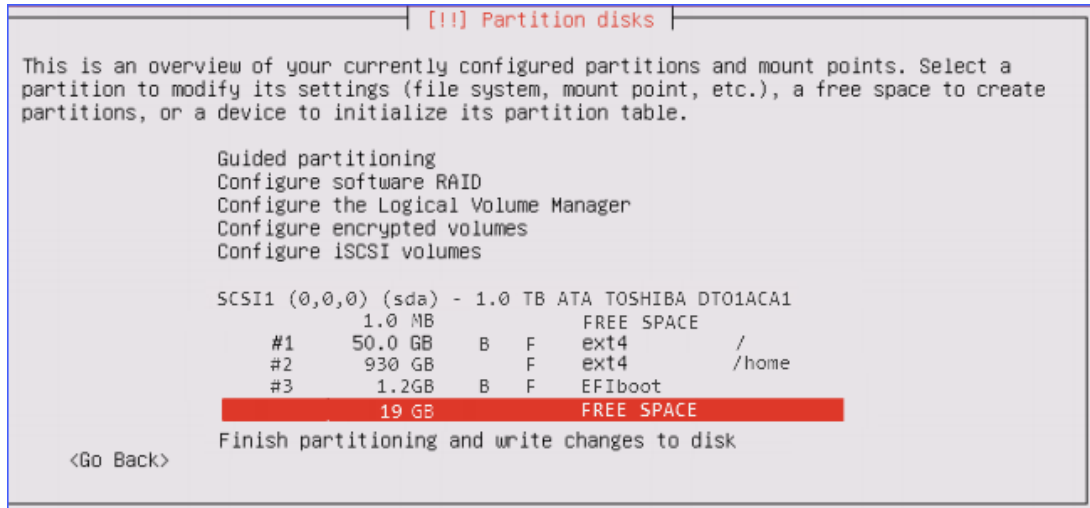 [!!] Partition disks
This is an overview of your currently configured partitions and mount points. Select a
partition to modify its settings (file system, mount point, etc.), a free space to create
partitions, or a device to initialize its partition table.
Guided partitioning
Configure software RAID
Configure the Logical Volume Manager
Configure encrypted volumes
Configure iSCSI volumes
SCSI1 (0,0,0) (sda) - 1.0 TB ATA TOSHIBA DTO1ACA1
1.0 MB FREE SPACE
#1 50.0 GB B F ext4 /
#2 930 GB F ext4 /home
#3 1.2GB B F EFIboot
19 GB FREE SPACE
Finish partitioning and write changes to disk
<Go Back>